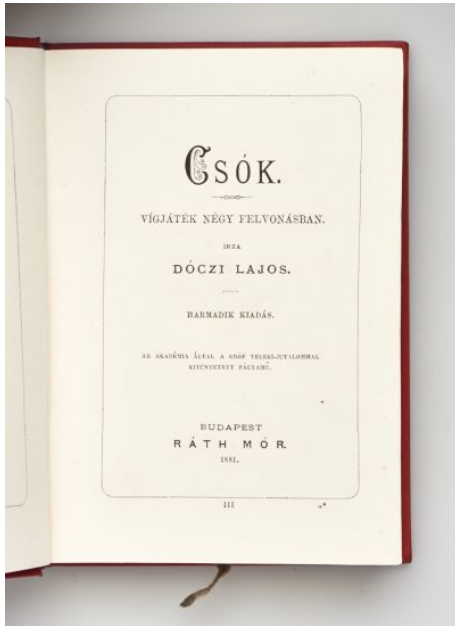 CSÓK.
VÍGJÁTÉK NÉGY FELVONÁSBAN.
IRTA
DÓCZI LAJOS.
HARMADIK KIADÁS.
AZ AKADÉMIA ÁLTAL A GRÓF TELEKI-JUTALOMMAL
KITÜNTETETT PÁLYAMŰ.
BUDAPEST
RÁTH MÓR.
1881.
III